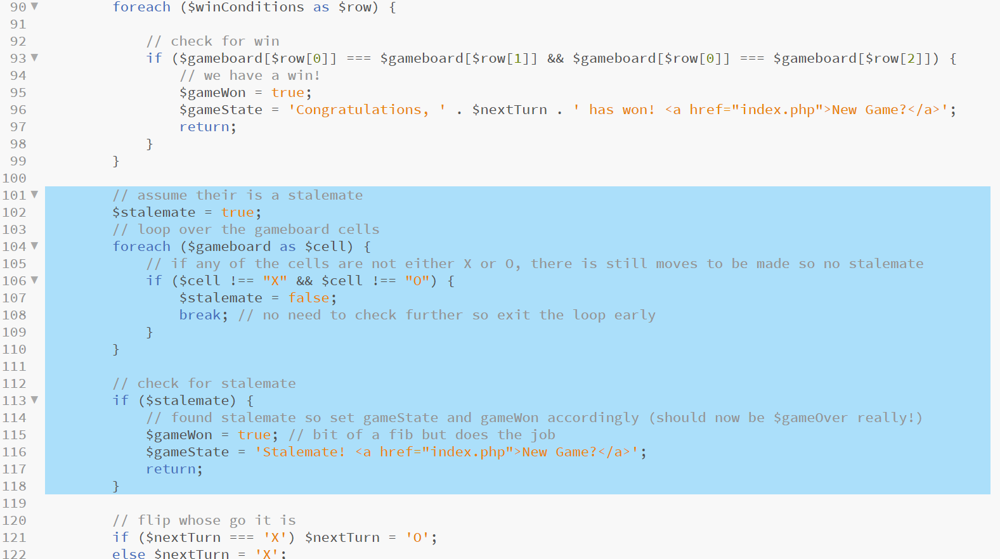 90        foreach ($winConditions as $row) {
91
92            // check for win
93            if ($gameboard[$row[0]] === $gameboard[$row[1]] && $gameboard[$row[0]] === $gameboard[$row[2]]) {
94                // we have a win!
95                $gameWon = true;
96                $gameState = 'Congratulations, ' . $nextTurn . ' has won! <a href="index.php">New Game?</a>';
97                return;
98            }
99        }
100
101        // assume their is a stalemate
102        $stalemate = true;
103        // loop over the gameboard cells
104        foreach ($gameboard as $cell) {
105            // if any of the cells are not either X or O, there is still moves to be made so no stalemate
106            if ($cell !== "X" && $cell !== "O") {
107                $stalemate = false;
108                break; // no need to check further so exit the loop early
109            }
110        }
111
112        // check for stalemate
113        if ($stalemate) {
114            // found stalemate so set gameState and gameWon accordingly (should now be $gameOver really!)
115            $gameWon = true; // bit of a fib but does the job
116            $gameState = 'Stalemate! <a href="index.php">New Game?</a>';
117            return;
118        }
119
120        // flip whose go it is
121        if ($nextTurn === 'X') $nextTurn = 'O';
122        else $nextTurn = 'X';